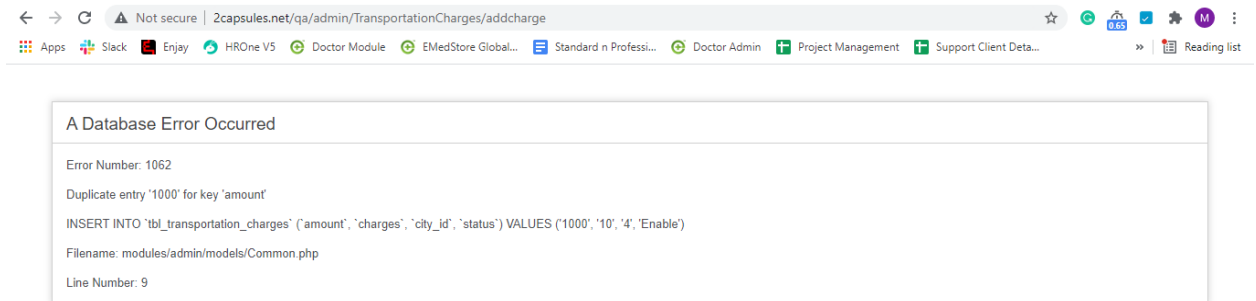 Not secure | 2capsules.net/qa/admin/TransportationCharges/addcharge
0.65
M
Apps Slack Enjay HROne V5 Doctor Module EMedStore Global... Standard n Professi... Doctor Admin Project Management Support Client Deta... » Reading list
A Database Error Occurred
Error Number: 1062
Duplicate entry '1000' for key 'amount'
INSERT INTO `tbl_transportation_charges` (`amount`, `charges`, `city_id`, `status`) VALUES ('1000', '10', '4', 'Enable')
Filename: modules/admin/models/Common.php
Line Number: 9